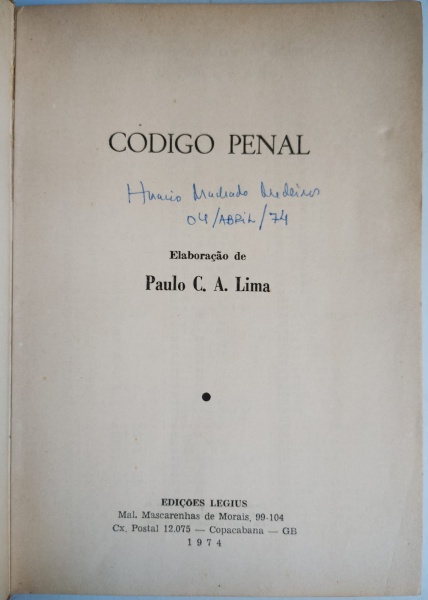 CÓDIGO PENAL
Machado Medeiros
04/ABRIL/74
Elaboração de
Paulo C. A. Lima
EDIÇÕES LEGIUS
Mal. Mascarenhas de Morais, 99-104
Cx. Postal 12.075 — Copacabana — GB
1974